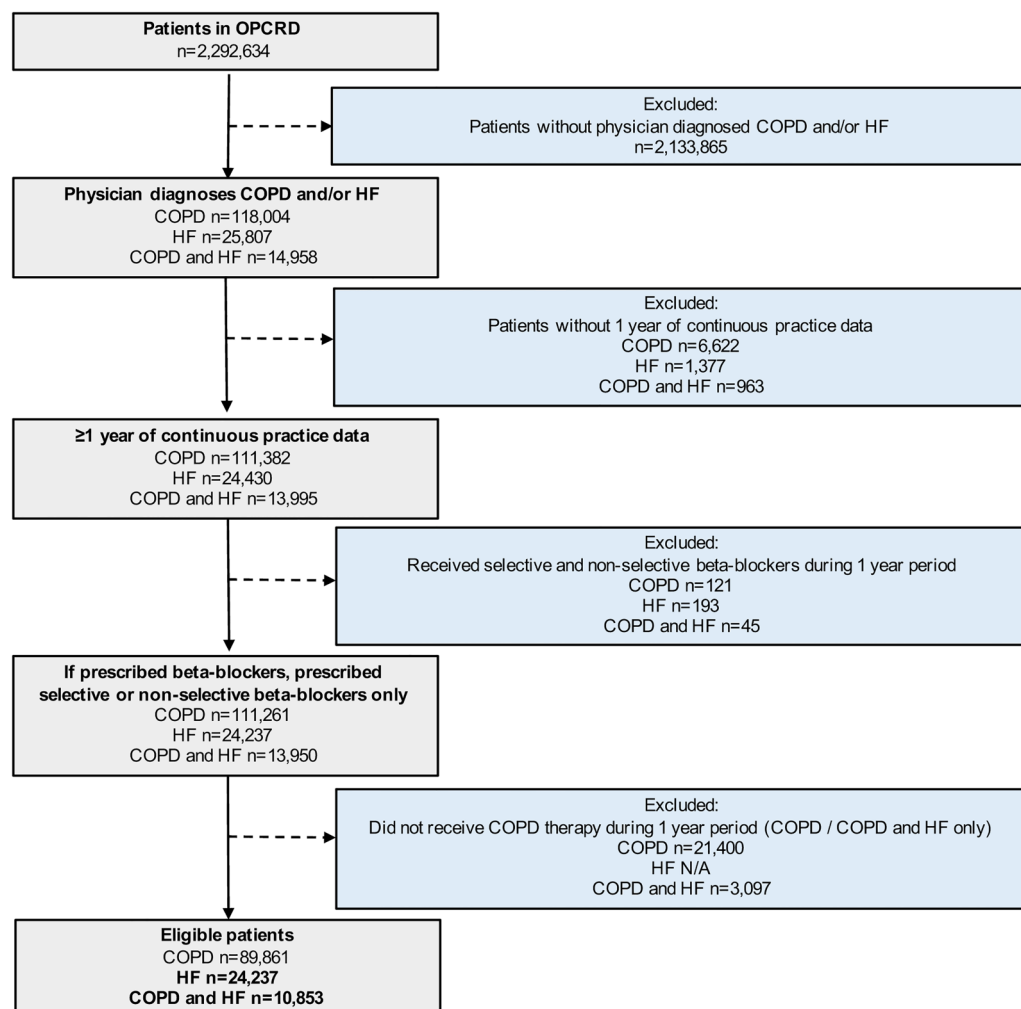 Patients in OPCRD
n=2,292,634
Excluded:
Patients without physician diagnosed COPD and/or HF
n=2,133,865
Physician diagnoses COPD and/or HF
COPD n=118,004
HF n=25,807
COPD and HF n=14,958
Excluded:
Patients without 1 year of continuous practice data
COPD n=6,622
HF n=1,377
COPD and HF n=963
≥1 year of continuous practice data
COPD n=111,382
HF n=24,430
COPD and HF n=13,995
Excluded:
Received selective and non-selective beta-blockers during 1 year period
COPD n=121
HF n=193
COPD and HF n=45
If prescribed beta-blockers, prescribed
selective or non-selective beta-blockers only
COPD n=111,261
HF n=24,237
COPD and HF n=13,950
Excluded:
Did not receive COPD therapy during 1 year period (COPD / COPD and HF only)
COPD n=21,400
HF N/A
COPD and HF n=3,097
Eligible patients
COPD n=89,861
HF n=24,237
COPD and HF n=10,853